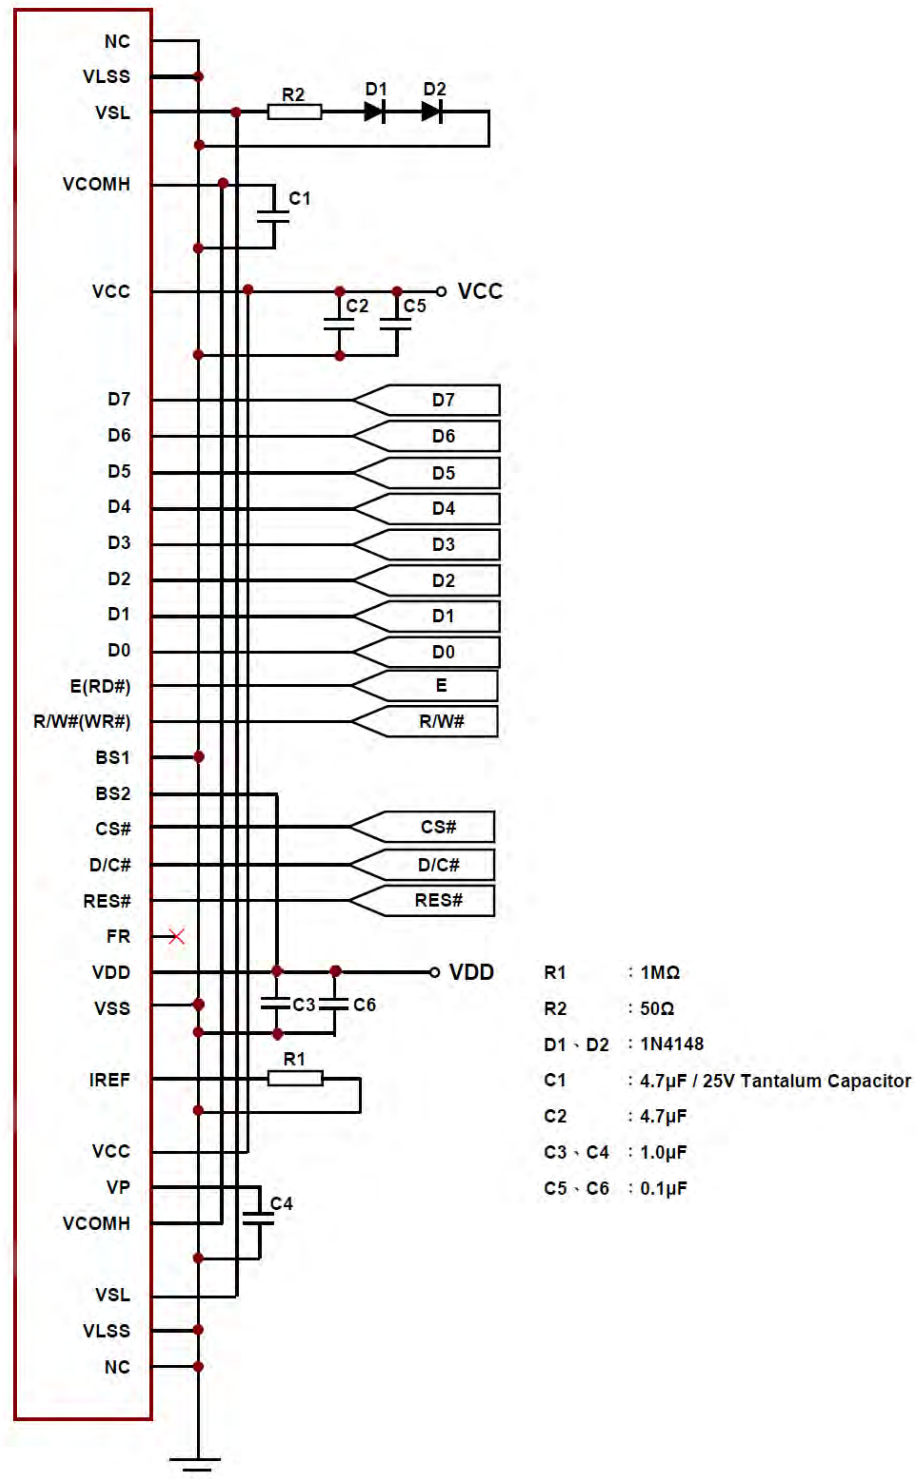 NC
VLSS
VSL
R2
D1
D2
VCOMH
C1
VCC
C2
C5
VCC
D7
D7
D6
D6
D5
D5
D4
D4
D3
D3
D2
D2
D1
D1
D0
D0
E(RD#)
E
R/W#(WR#)
R/W#
BS1
BS2
CS#
CS#
D/C#
D/C#
RES#
RES#
FR
VDD
VDD
VSS
C3
C6
IREF
R1
VCC
VP
C4
VCOMH
VSL
VLSS
NC
R1 : 1MΩ
R2 : 50Ω
D1、D2 : 1N4148
C1 : 4.7µF / 25V Tantalum Capacitor
C2 : 4.7µF
C3、C4 : 1.0µF
C5、C6 : 0.1µF